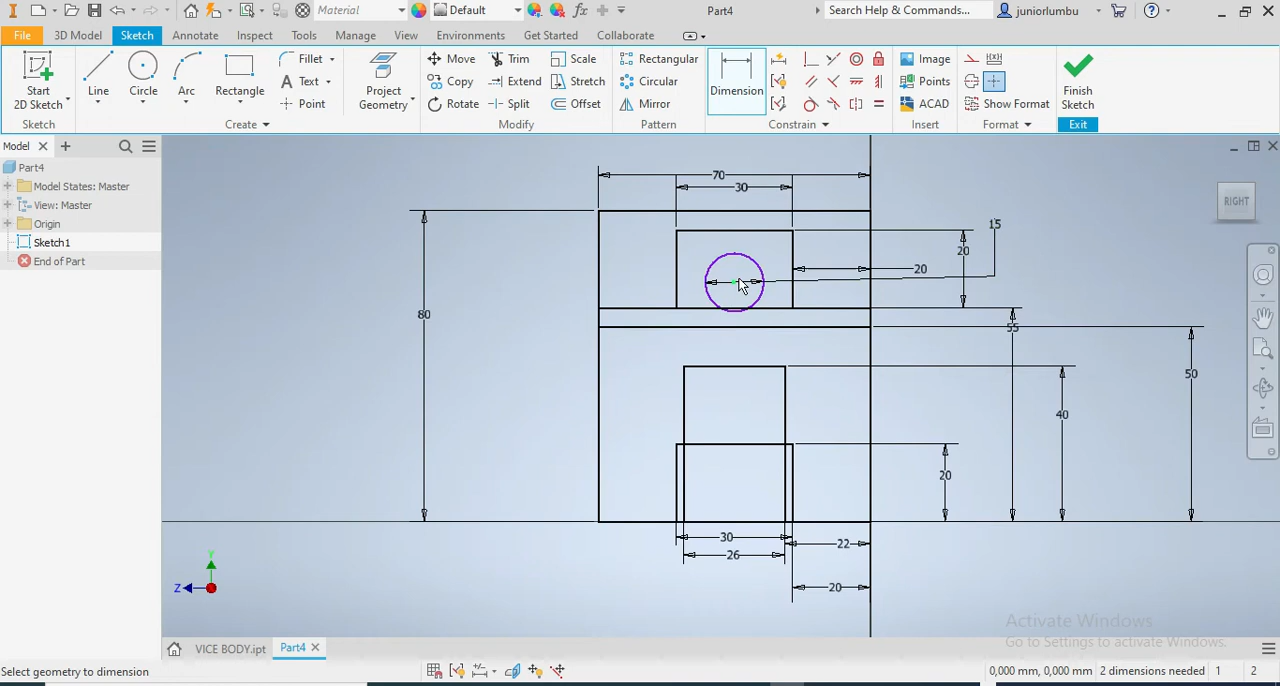 Material
Default
Part4
Search Help & Commands...
juniorlumbu
File
3D Model
Sketch
Annotate
Inspect
Tools
Manage
View
Environments
Get Started
Collaborate
Start
2D Sketch
Line
Circle
Arc
Rectangle
Fillet
Text
Point
Project
Geometry
Move
Copy
Rotate
Trim
Extend
Split
Scale
Stretch
Offset
Rectangular
Circular
Mirror
Dimension
Image
Points
ACAD
Show Format
Finish
Sketch
Sketch
Create
Modify
Pattern
Constrain
Insert
Format
Exit
Model
Part4
Model States: Master
View: Master
Origin
Sketch1
End of Part
RIGHT
70
30
15
20
20
80
55
50
40
20
30
22
26
20
Y
Z
Activate Windows
Go to Settings to activate Windows.
VICE BODY.ipt
Part4
Select geometry to dimension
0,000 mm, 0,000 mm
2 dimensions needed
1
2